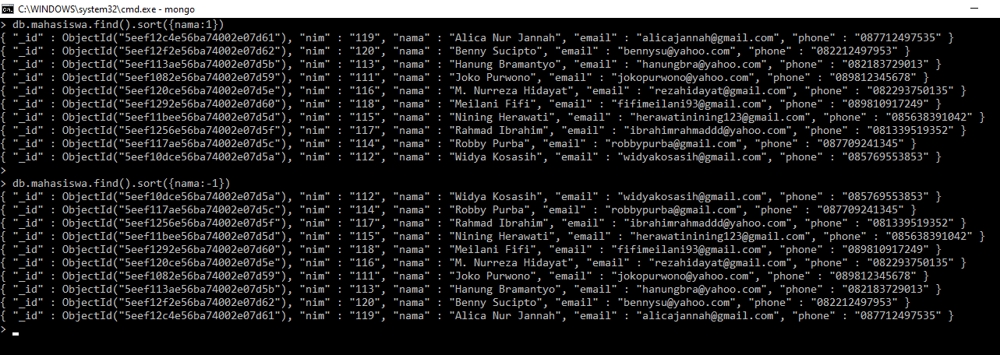 C:\WINDOWS\system32\cmd.exe - mongo
> db.mahasiswa.find().sort({nama:1})
{ "_id" : ObjectId("5eef12c4e56ba74002e07d61"), "nim" : "119", "nama" : "Alica Nur Jannah", "email" : "alicajannah@gmail.com", "phone" : "087712497535" }
{ "_id" : ObjectId("5eef12f2e56ba74002e07d62"), "nim" : "120", "nama" : "Benny Sucipto", "email" : "bennysu@yahoo.com", "phone" : "082212497953" }
{ "_id" : ObjectId("5eef113ae56ba74002e07d5b"), "nim" : "113", "nama" : "Hanung Bramantyo", "email" : "hanungbra@yahoo.com", "phone" : "082183729013" }
{ "_id" : ObjectId("5eef1082e56ba74002e07d59"), "nim" : "111", "nama" : "Joko Purwono", "email" : "jokopurwono@yahoo.com", "phone" : "089812345678" }
{ "_id" : ObjectId("5eef120ce56ba74002e07d5e"), "nim" : "116", "nama" : "M. Nurreza Hidayat", "email" : "rezahidayat@gmail.com", "phone" : "082293750135" }
{ "_id" : ObjectId("5eef1292e56ba74002e07d60"), "nim" : "118", "nama" : "Meilani Fifi", "email" : "fifimeilani93@gmail.com", "phone" : "089810917249" }
{ "_id" : ObjectId("5eef11bee56ba74002e07d5d"), "nim" : "115", "nama" : "Nining Herawati", "email" : "herawatinining123@gmail.com", "phone" : "085638391042" }
{ "_id" : ObjectId("5eef1256e56ba74002e07d5f"), "nim" : "117", "nama" : "Rahmad Ibrahim", "email" : "ibrahimrahmaddd@yahoo.com", "phone" : "081339519352" }
{ "_id" : ObjectId("5eef117ae56ba74002e07d5c"), "nim" : "114", "nama" : "Robby Purba", "email" : "robbypurba@gmail.com", "phone" : "087709241345" }
{ "_id" : ObjectId("5eef10dce56ba74002e07d5a"), "nim" : "112", "nama" : "Widya Kosasih", "email" : "widyakosasih@gmail.com", "phone" : "085769553853" }
>
> db.mahasiswa.find().sort({nama:-1})
{ "_id" : ObjectId("5eef10dce56ba74002e07d5a"), "nim" : "112", "nama" : "Widya Kosasih", "email" : "widyakosasih@gmail.com", "phone" : "085769553853" }
{ "_id" : ObjectId("5eef117ae56ba74002e07d5c"), "nim" : "114", "nama" : "Robby Purba", "email" : "robbypurba@gmail.com", "phone" : "087709241345" }
{ "_id" : ObjectId("5eef1256e56ba74002e07d5f"), "nim" : "117", "nama" : "Rahmad Ibrahim", "email" : "ibrahimrahmaddd@yahoo.com", "phone" : "081339519352" }
{ "_id" : ObjectId("5eef11bee56ba74002e07d5d"), "nim" : "115", "nama" : "Nining Herawati", "email" : "herawatinining123@gmail.com", "phone" : "085638391042" }
{ "_id" : ObjectId("5eef1292e56ba74002e07d60"), "nim" : "118", "nama" : "Meilani Fifi", "email" : "fifimeilani93@gmail.com", "phone" : "089810917249" }
{ "_id" : ObjectId("5eef120ce56ba74002e07d5e"), "nim" : "116", "nama" : "M. Nurreza Hidayat", "email" : "rezahidayat@gmail.com", "phone" : "082293750135" }
{ "_id" : ObjectId("5eef1082e56ba74002e07d59"), "nim" : "111", "nama" : "Joko Purwono", "email" : "jokopurwono@yahoo.com", "phone" : "089812345678" }
{ "_id" : ObjectId("5eef113ae56ba74002e07d5b"), "nim" : "113", "nama" : "Hanung Bramantyo", "email" : "hanungbra@yahoo.com", "phone" : "082183729013" }
{ "_id" : ObjectId("5eef12f2e56ba74002e07d62"), "nim" : "120", "nama" : "Benny Sucipto", "email" : "bennysu@yahoo.com", "phone" : "082212497953" }
{ "_id" : ObjectId("5eef12c4e56ba74002e07d61"), "nim" : "119", "nama" : "Alica Nur Jannah", "email" : "alicajannah@gmail.com", "phone" : "087712497535" }
>